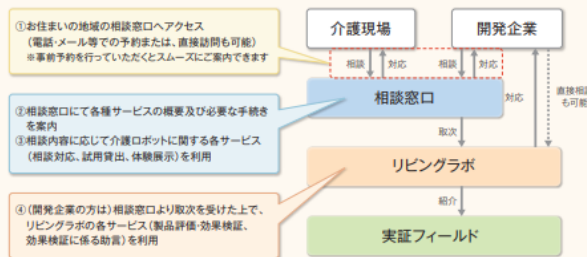 ①お住まいの地域の相談窓口へアクセス
(電話・メール等での予約または、直接訪問も可能)
※事前予約を行っていただくとスムーズにご案内できます
②相談窓口にて各種サービスの概要及び必要な手続き
を案内
③相談内容に応じて介護ロボットに関する各サービス
(相談対応、試用貸出、体験展示)を利用
④(開発企業の方は)相談窓口より取次を受けた上で、
リビングラボの各サービス(製品評価・効果検証、
効果検証に係る助言)を利用
介護現場
開発企業
相談
対応
相談
対応
相談窓口
対応
直接相談
も可能
取次
リビングラボ
紹介
実証フィールド